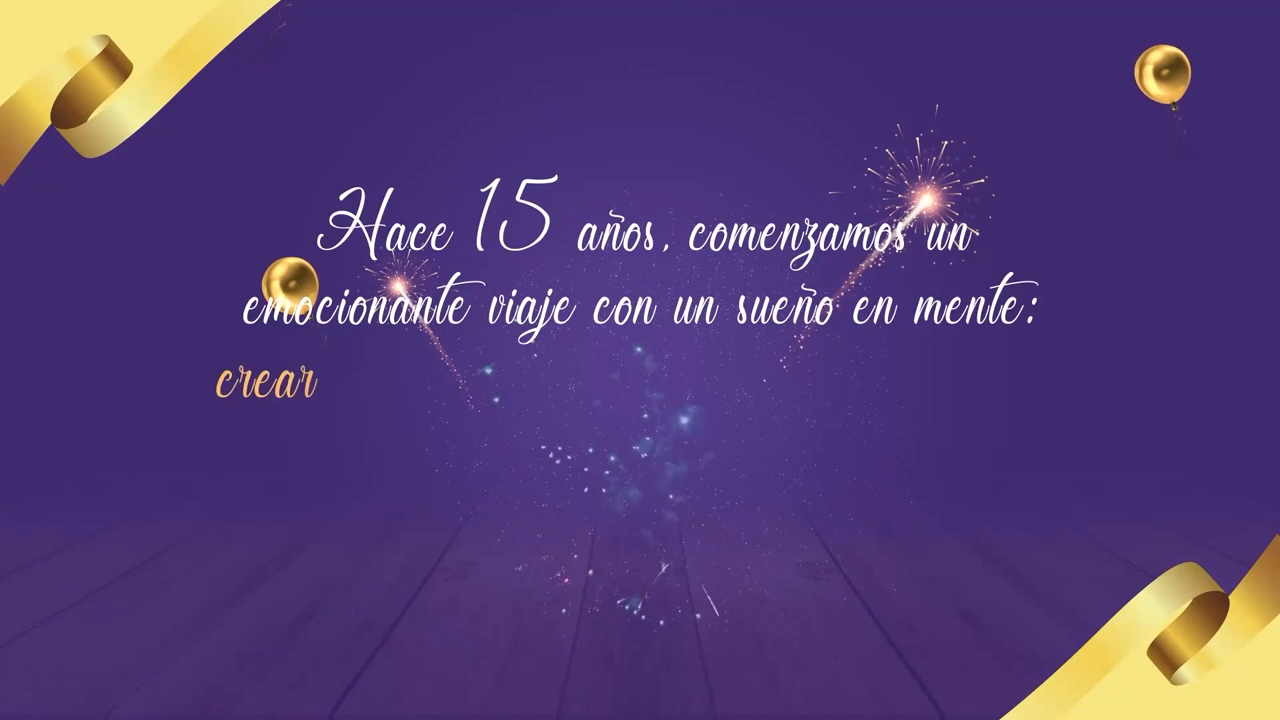 Hace 15 años, comenzamos un
emocionante viaje con un sueño en mente:
crear